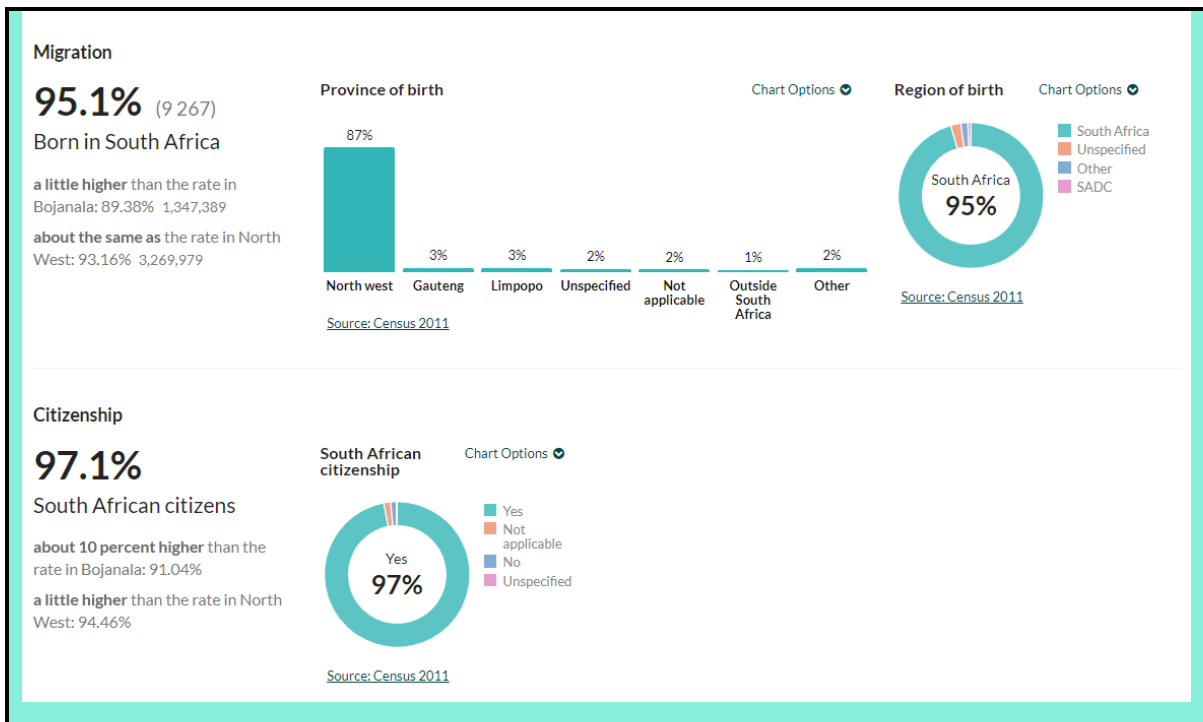 Migration
95.1% (9 267)
Born in South Africa
a little higher than the rate in
Bojanala: 89.38% 1,347,389
about the same as the rate in North
West: 93.16% 3,269,979
Province of birth
Chart Options
87%
3%
3%
2%
2%
1%
2%
North west
Gauteng
Limpopo
Unspecified
Not
applicable
Outside
South
Africa
Other
Source: Census 2011
Region of birth
Chart Options
South Africa
95%
South Africa
Unspecified
Other
SADC
Source: Census 2011
Citizenship
97.1%
South African citizens
about 10 percent higher than the
rate in Bojanala: 91.04%
a little higher than the rate in North
West: 94.46%
South African
citizenship
Chart Options
Yes
97%
Yes
Not
applicable
No
Unspecified
Source: Census 2011